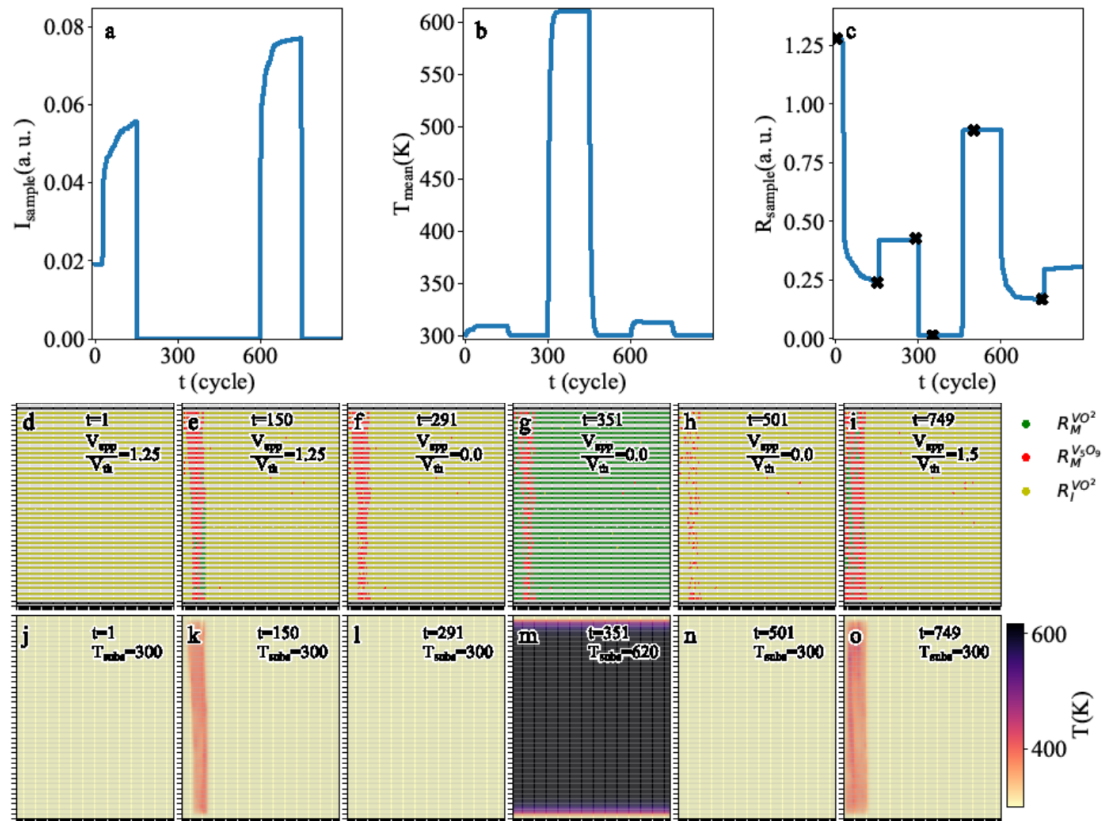 a
0.08
0.06
0.04
0.02
0.00
I_sample(a. u.)
0 300 600
t (cycle)
b
600
550
500
450
400
350
300
T_mean(K)
0 300 600
t (cycle)
c
1.25
1.00
0.75
0.50
0.25
0.00
R_sample(a. u.)
0 300 600
t (cycle)
d t=1
V_app/V_th=1.25
e t=150
V_app/V_th=1.25
f t=291
V_app/V_th=0.0
g t=351
V_app/V_th=0.0
h t=501
V_app/V_th=0.0
i t=749
V_app/V_th=1.5
R_M^{VO^2}
R_M^{V_5O_9}
R_I^{VO^2}
j t=1
T_subs=300
k t=150
T_subs=300
l t=291
T_subs=300
m t=351
T_subs=620
n t=501
T_subs=300
o t=749
T_subs=300
600
400
T(K)